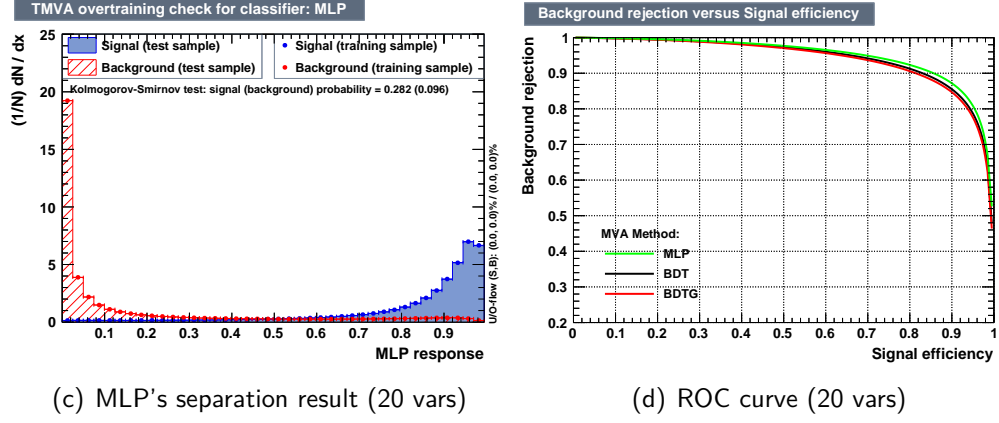 TMVA overtraining check for classifier: MLP
(1/N) dN / dx
25
20
15
10
5
0
Signal (test sample)
Background (test sample)
Signal (training sample)
Background (training sample)
Kolmogorov-Smirnov test: signal (background) probability = 0.282 (0.096)
U/O-flow (S,B): (0.0, 0.0)% / (0.0, 0.0)%
0.1 0.2 0.3 0.4 0.5 0.6 0.7 0.8 0.9
MLP response
(c) MLP's separation result (20 vars)
Background rejection versus Signal efficiency
Background rejection
1
0.9
0.8
0.7
0.6
0.5
0.4
0.3
0.2
MVA Method:
MLP
BDT
BDTG
0 0.1 0.2 0.3 0.4 0.5 0.6 0.7 0.8 0.9 1
Signal efficiency
(d) ROC curve (20 vars)